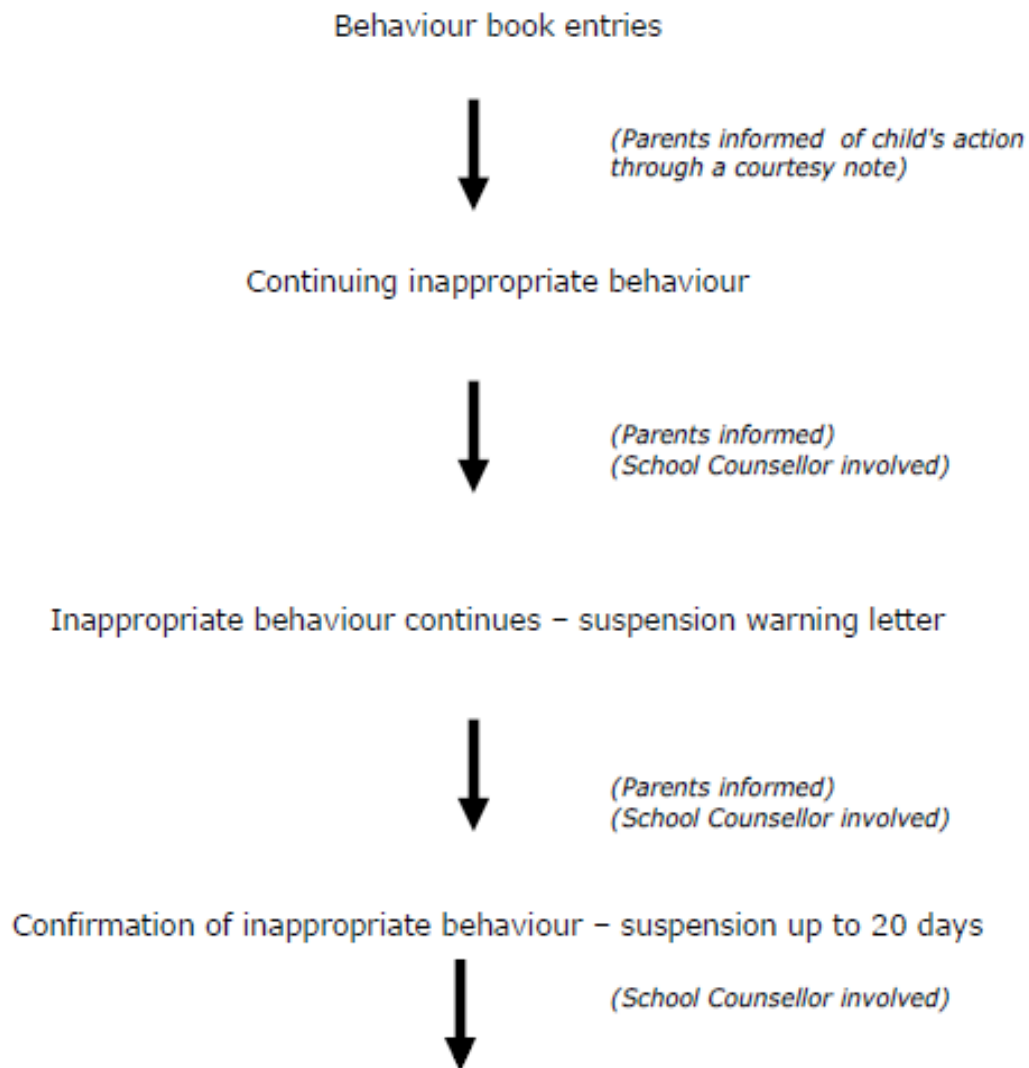 Behaviour book entries
(Parents informed of child's action
through a courtesy note)
Continuing inappropriate behaviour
(Parents informed)
(School Counsellor involved)
Inappropriate behaviour continues – suspension warning letter
(Parents informed)
(School Counsellor involved)
Confirmation of inappropriate behaviour – suspension up to 20 days
(School Counsellor involved)